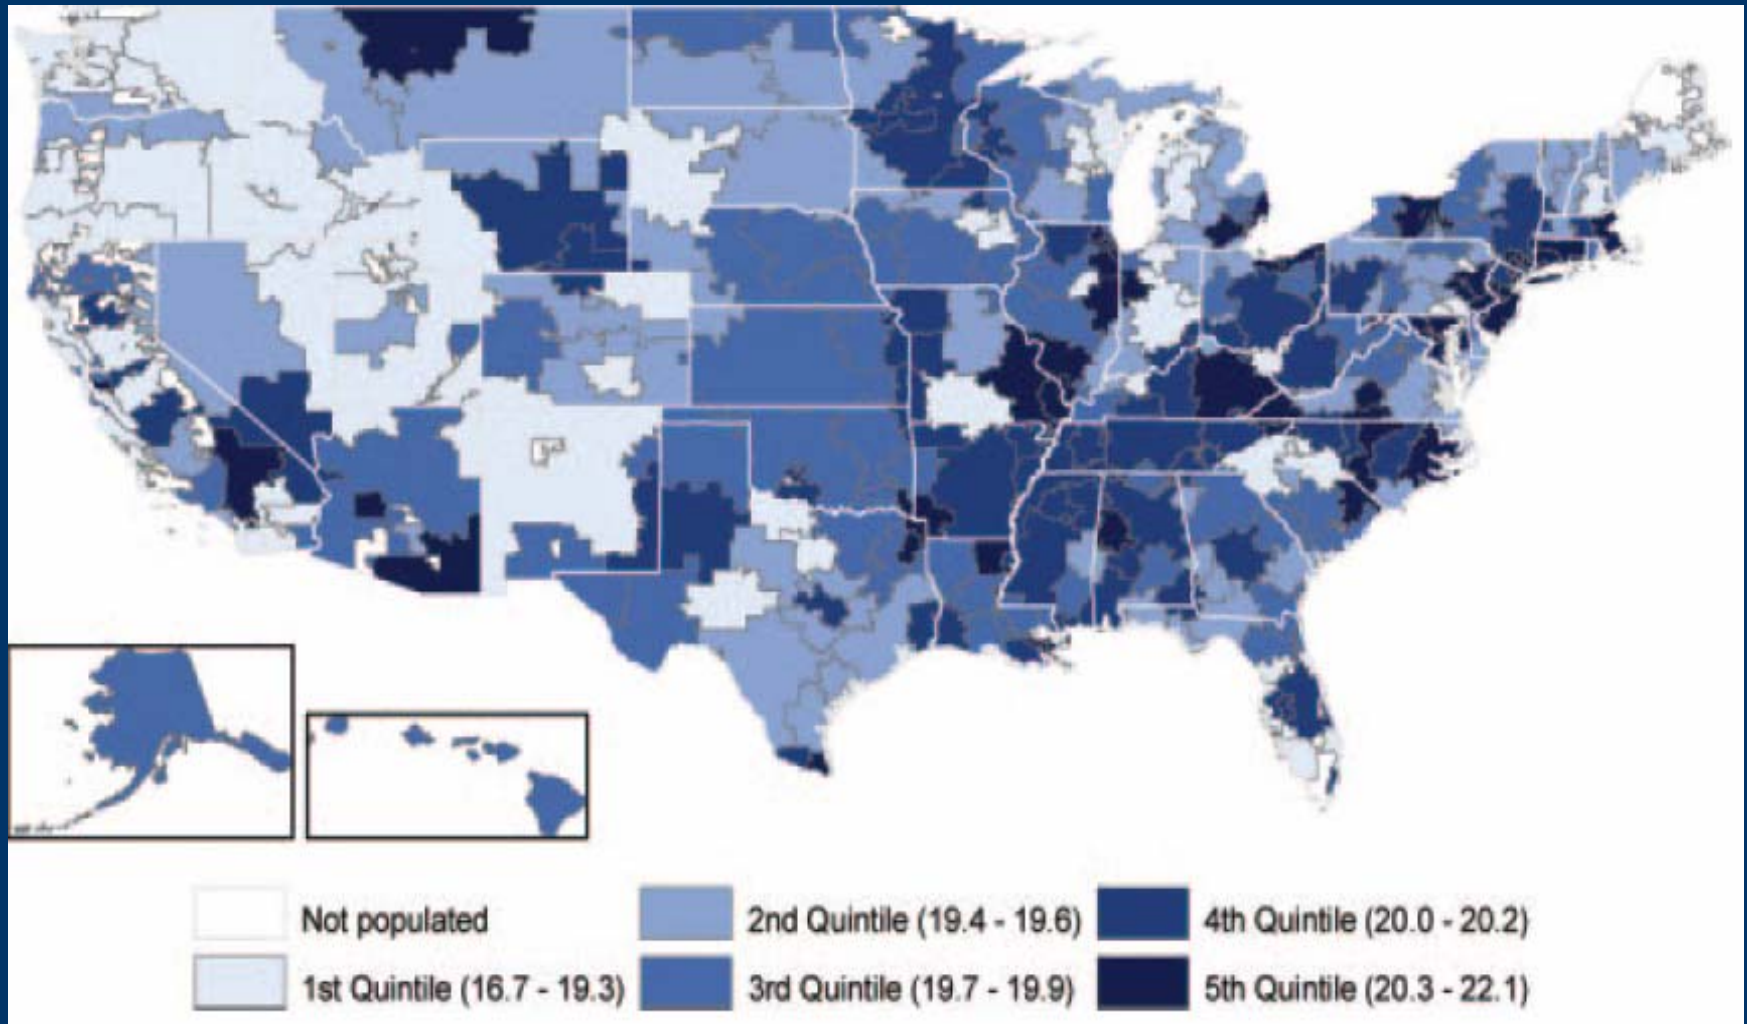 Not populated
2nd Quintile (19.4 - 19.6)
4th Quintile (20.0 - 20.2)
1st Quintile (16.7 - 19.3)
3rd Quintile (19.7 - 19.9)
5th Quintile (20.3 - 22.1)